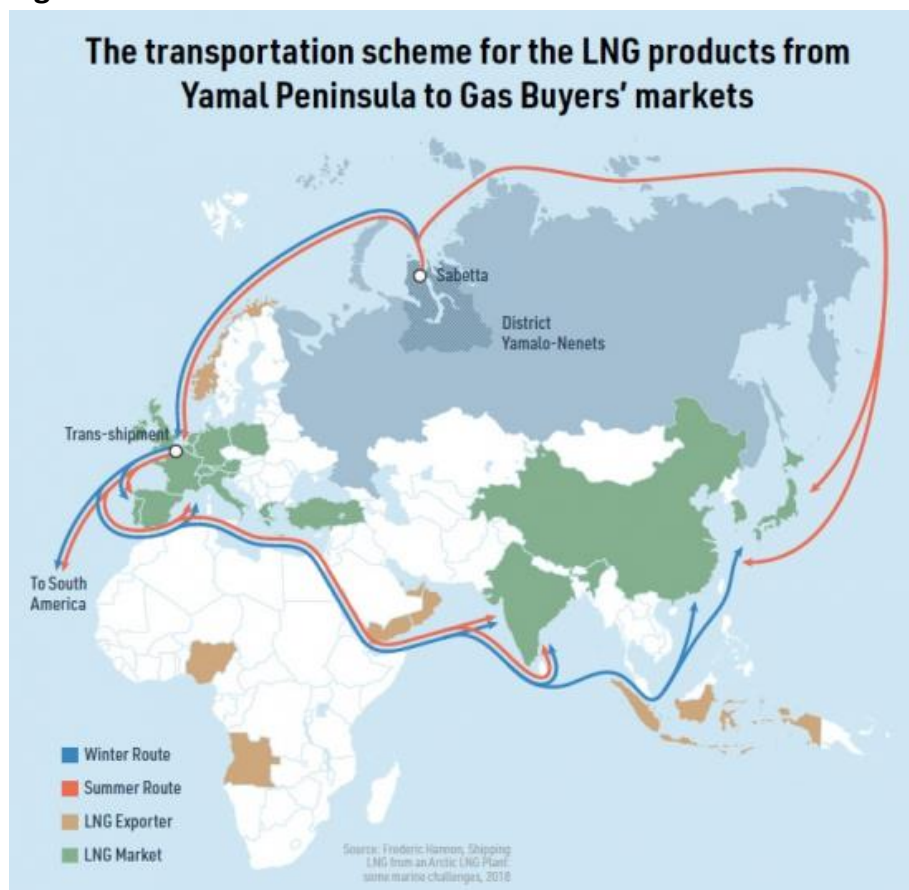 The transportation scheme for the LNG products from
Yamal Peninsula to Gas Buyers' markets
Sabetta
District
Yamalo-Nenets
Trans-shipment
To South
America
Winter Route
Summer Route
LNG Exporter
LNG Market
Source: Frederic Hannon, Shipping
LNG from an Arctic LNG Plant:
some marine challenges, 2018